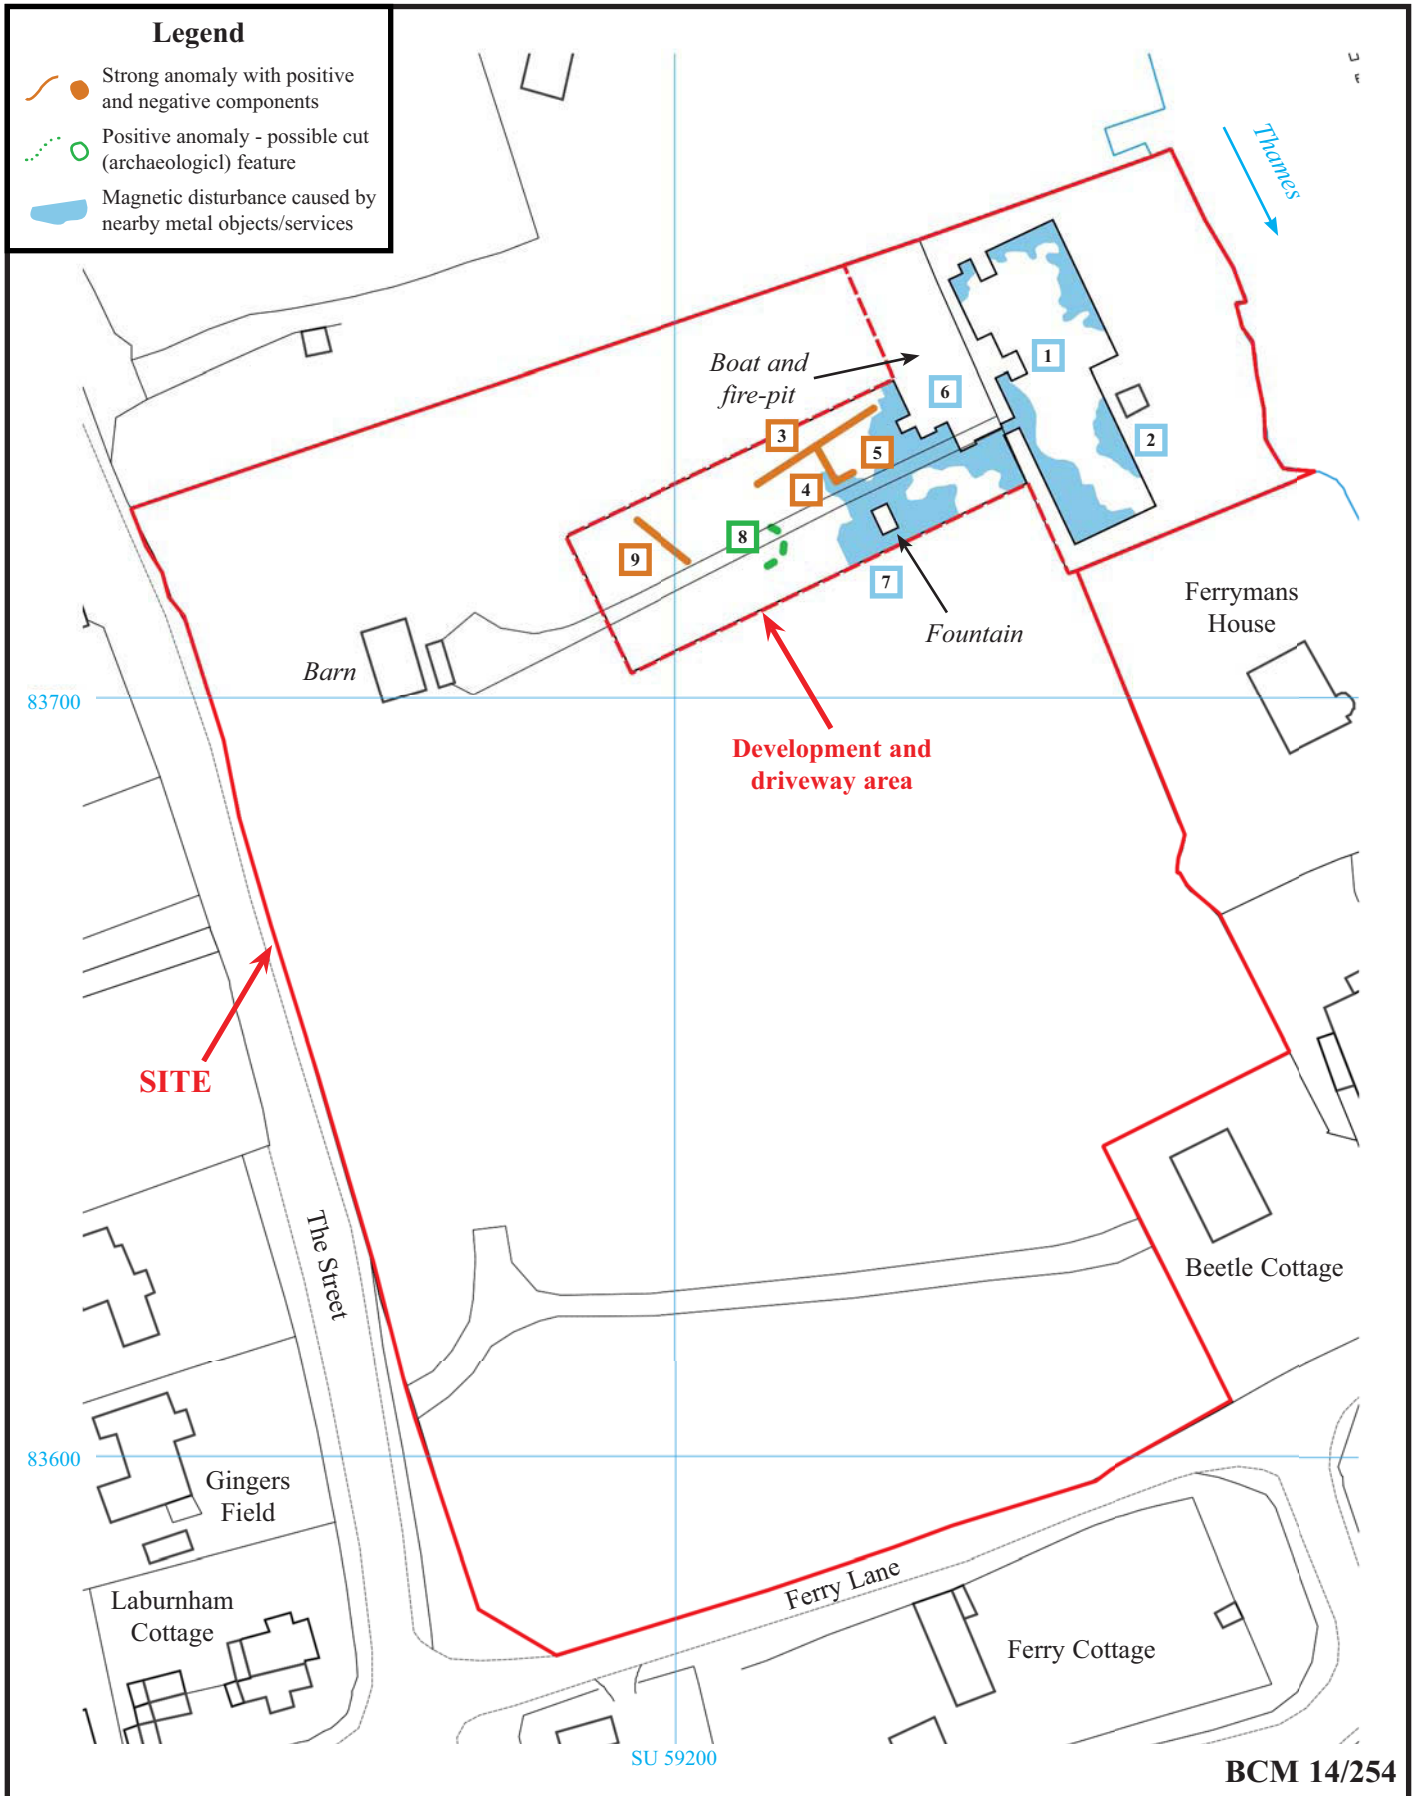 Legend
Strong anomaly with positive
and negative components
Positive anomaly - possible cut
(archaeologicl) feature
Magnetic disturbance caused by
nearby metal objects/services
Thames
Boat and
fire-pit
1
6
3
5
2
4
8
9
7
Fountain
Ferrymans
House
Barn
83700
Development and
driveway area
SITE
The Street
Beetle Cottage
83600
Gingers
Field
Ferry Lane
Laburnham
Cottage
Ferry Cottage
SU 59200
BCM 14/254